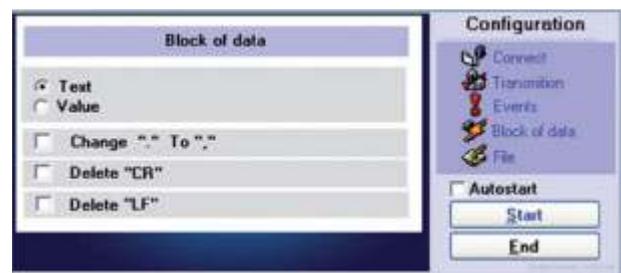 Block of data
Text
Value
Change "." To ","
Delete "CR"
Delete "LF"
Configuration
Connect
Transmition
Events
Block of data
File
Autostart
Start
End